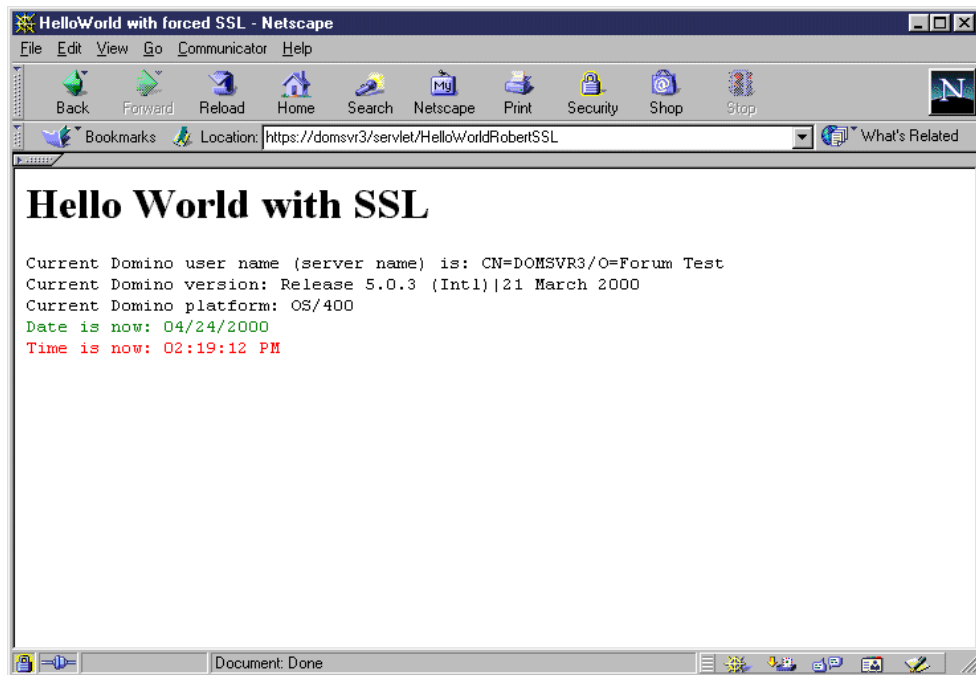 HelloWorld with forced SSL - Netscape
File Edit View Go Communicator Help
Back Forward Reload Home Search My Netscape Print Security Shop Stop
N
Bookmarks Location: https://domsvr3/servlet/HelloWorldRobertSSL What's Related
Hello World with SSL
Current Domino user name (server name) is: CN=DOMSVR3/O=Forum Test
Current Domino version: Release 5.0.3 (Intl)|21 March 2000
Current Domino platform: OS/400
Date is now: 04/24/2000
Time is now: 02:19:12 PM
Document: Done